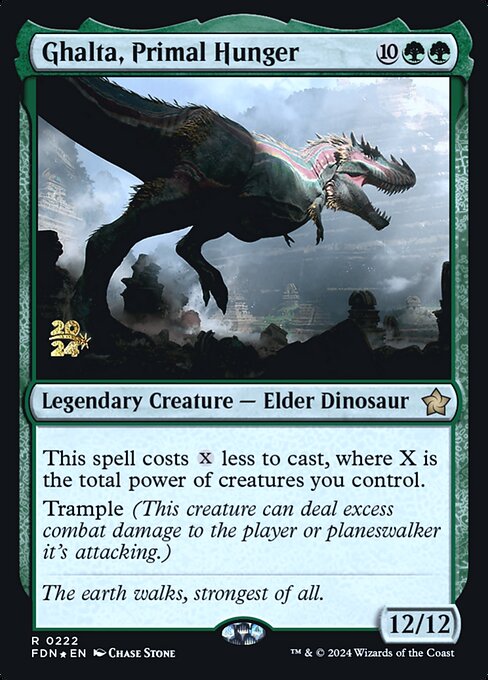 Ghalta, Primal Hunger 10
20
24
Legendary Creature — Elder Dinosaur
This spell costs X less to cast, where X is
the total power of creatures you control.
Trample (This creature can deal excess
combat damage to the player or planeswalker
it's attacking.)
The earth walks, strongest of all.
12/12
R 0222
FDN★EN Chase Stone
™ & © 2024 Wizards of the Coast